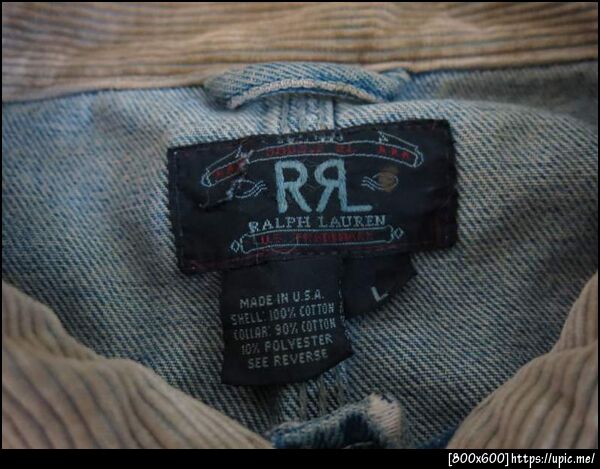 RRL
RALPH LAUREN
L
MADE IN U.S.A.
SHELL: 100% COTTON
COLLAR: 90% COTTON
10% POLYESTER
SEE REVERSE
[800x600]https://upic.me/